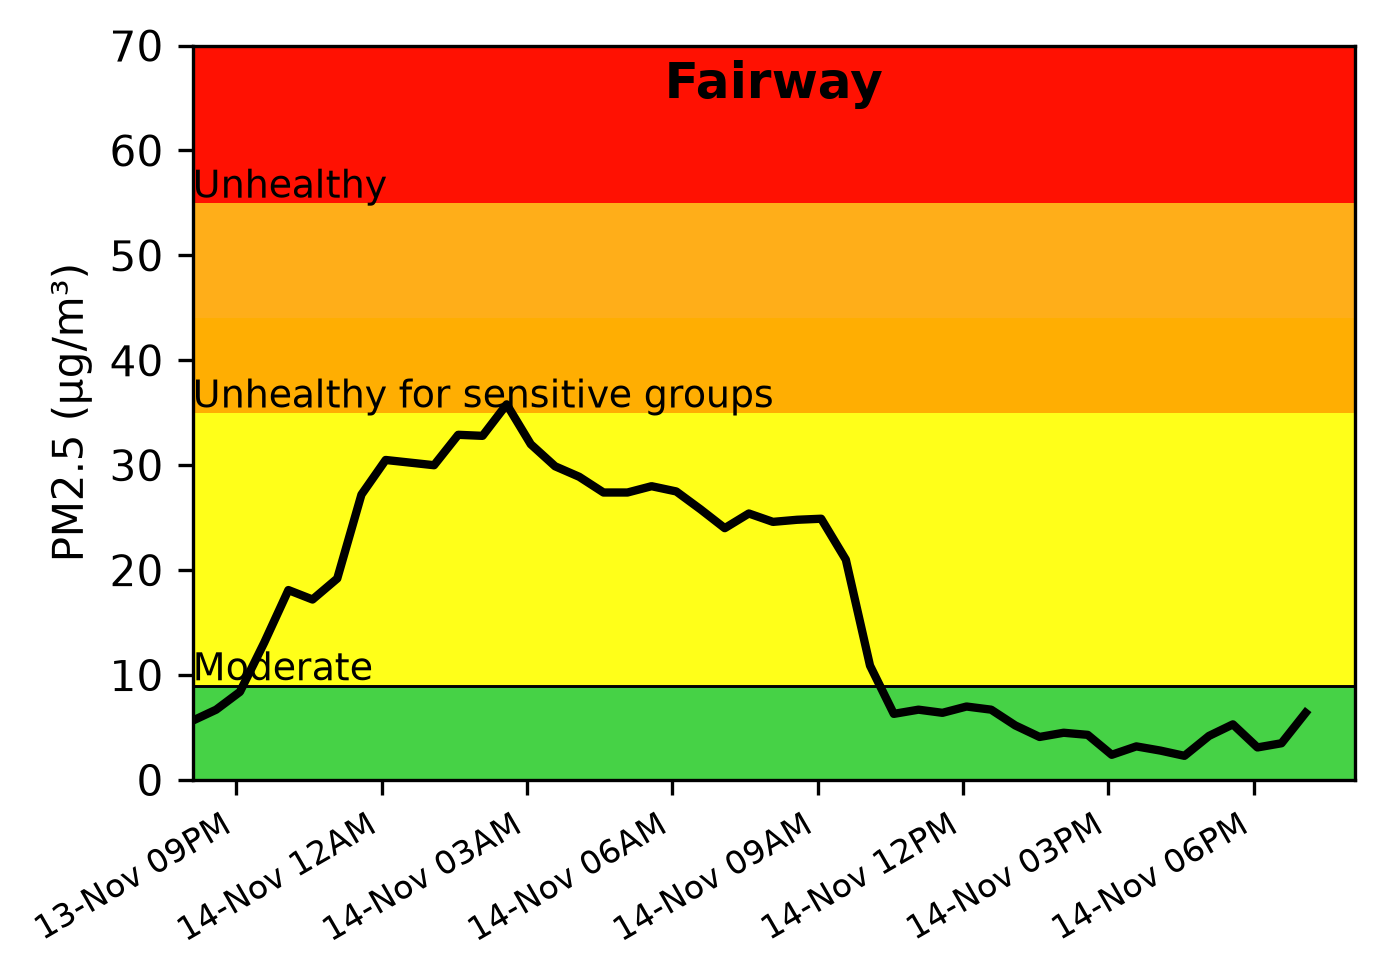 Fairway
PM2.5 (µg/m³)
70
60
50
40
30
20
10
0
Unhealthy
Unhealthy for sensitive groups
Moderate
13-Nov 09PM
14-Nov 12AM
14-Nov 03AM
14-Nov 06AM
14-Nov 09AM
14-Nov 12PM
14-Nov 03PM
14-Nov 06PM